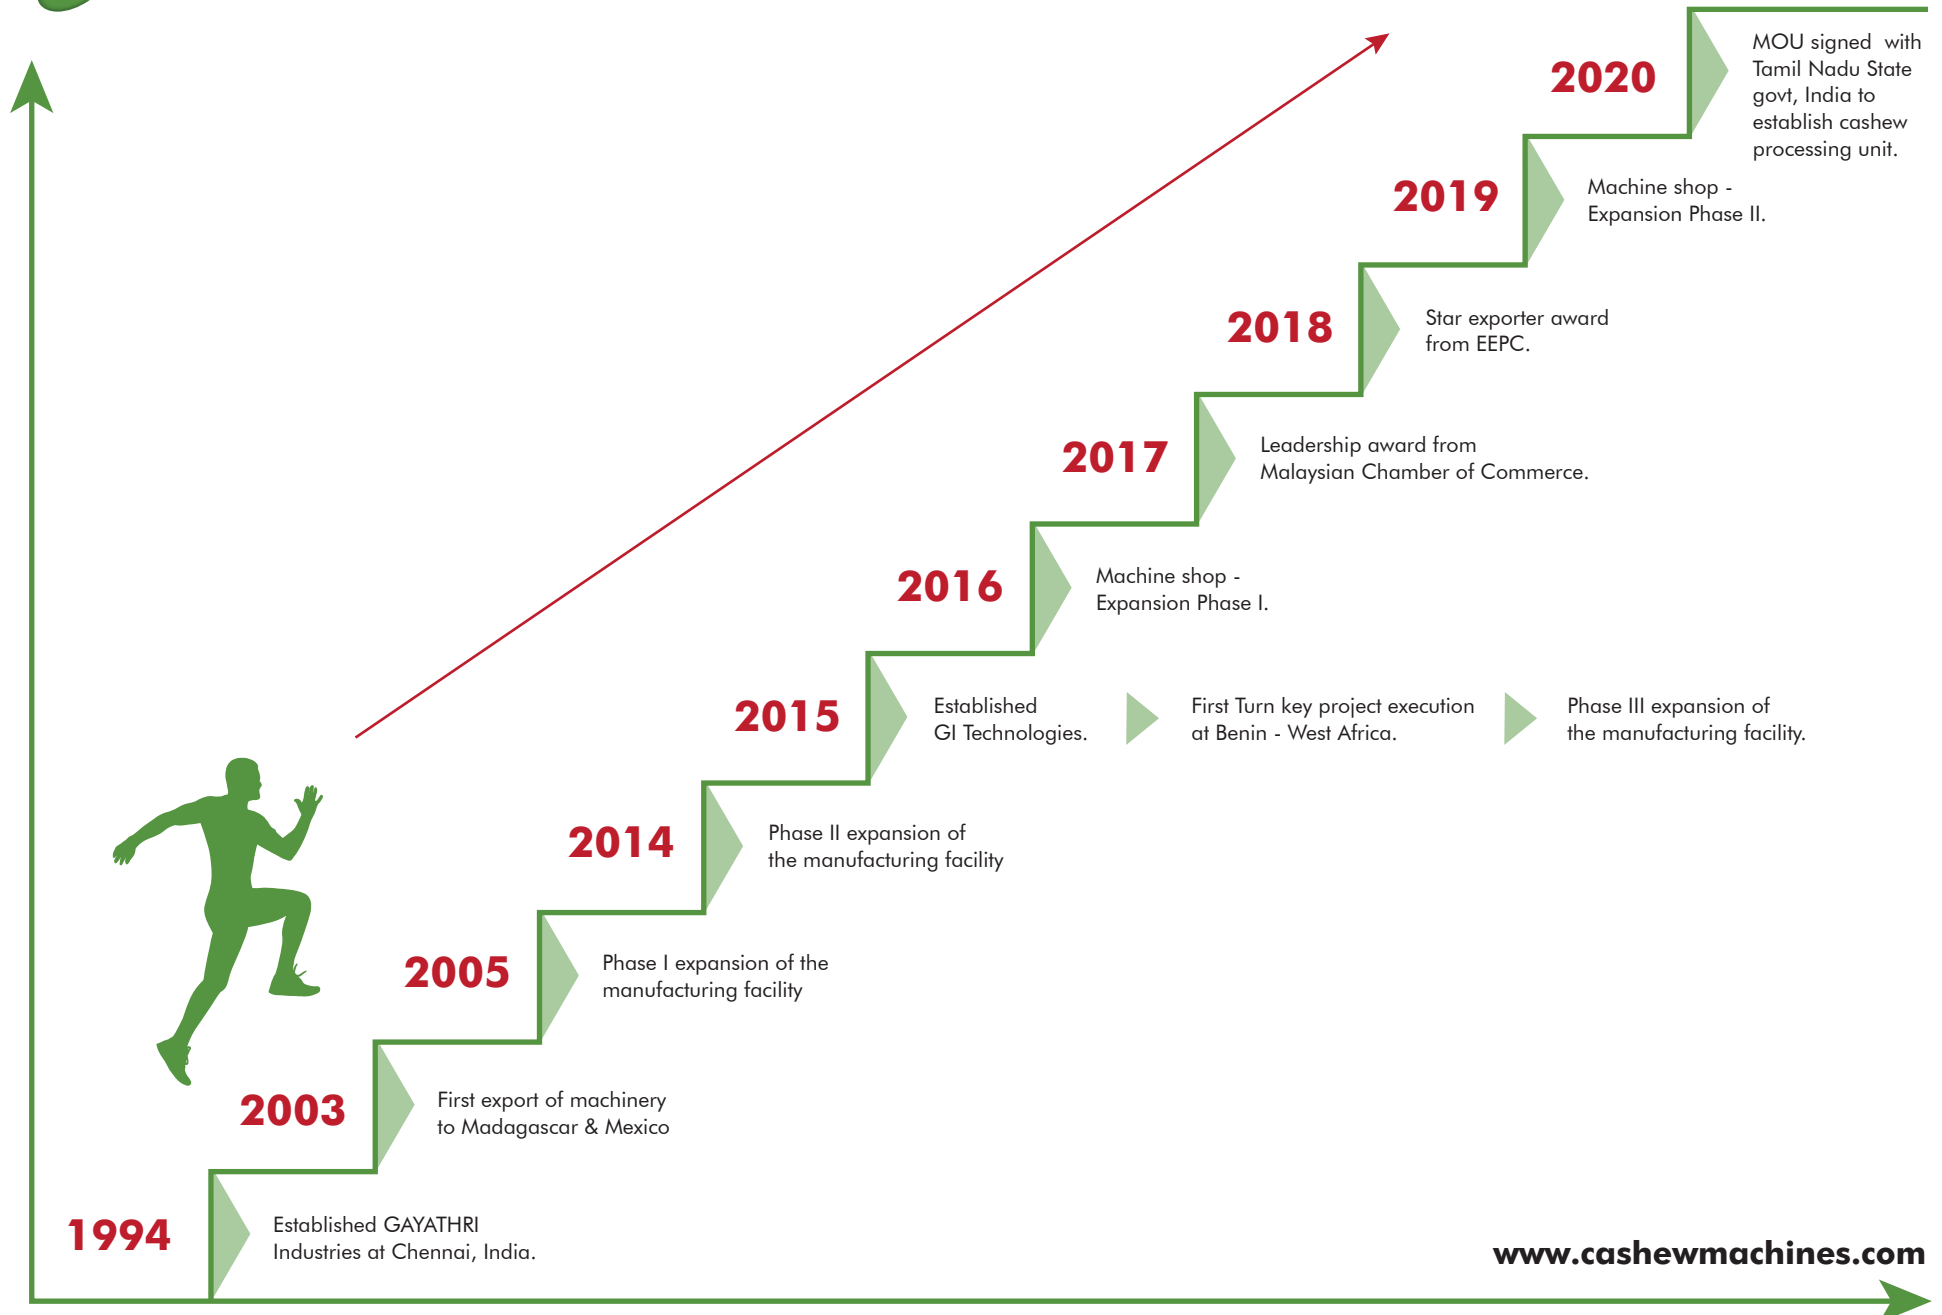 2020
MOU signed with
Tamil Nadu State
govt, India to
establish cashew
processing unit.
2019
Machine shop -
Expansion Phase II.
2018
Star exporter award
from EEPC.
2017
Leadership award from
Malaysian Chamber of Commerce.
2016
Machine shop -
Expansion Phase I.
2015
Established
GI Technologies.
First Turn key project execution
at Benin - West Africa.
Phase III expansion of
the manufacturing facility.
2014
Phase II expansion of
the manufacturing facility
2005
Phase I expansion of the
manufacturing facility
2003
First export of machinery
to Madagascar & Mexico
1994
Established GAYATHRI
Industries at Chennai, India.
www.cashewmachines.com